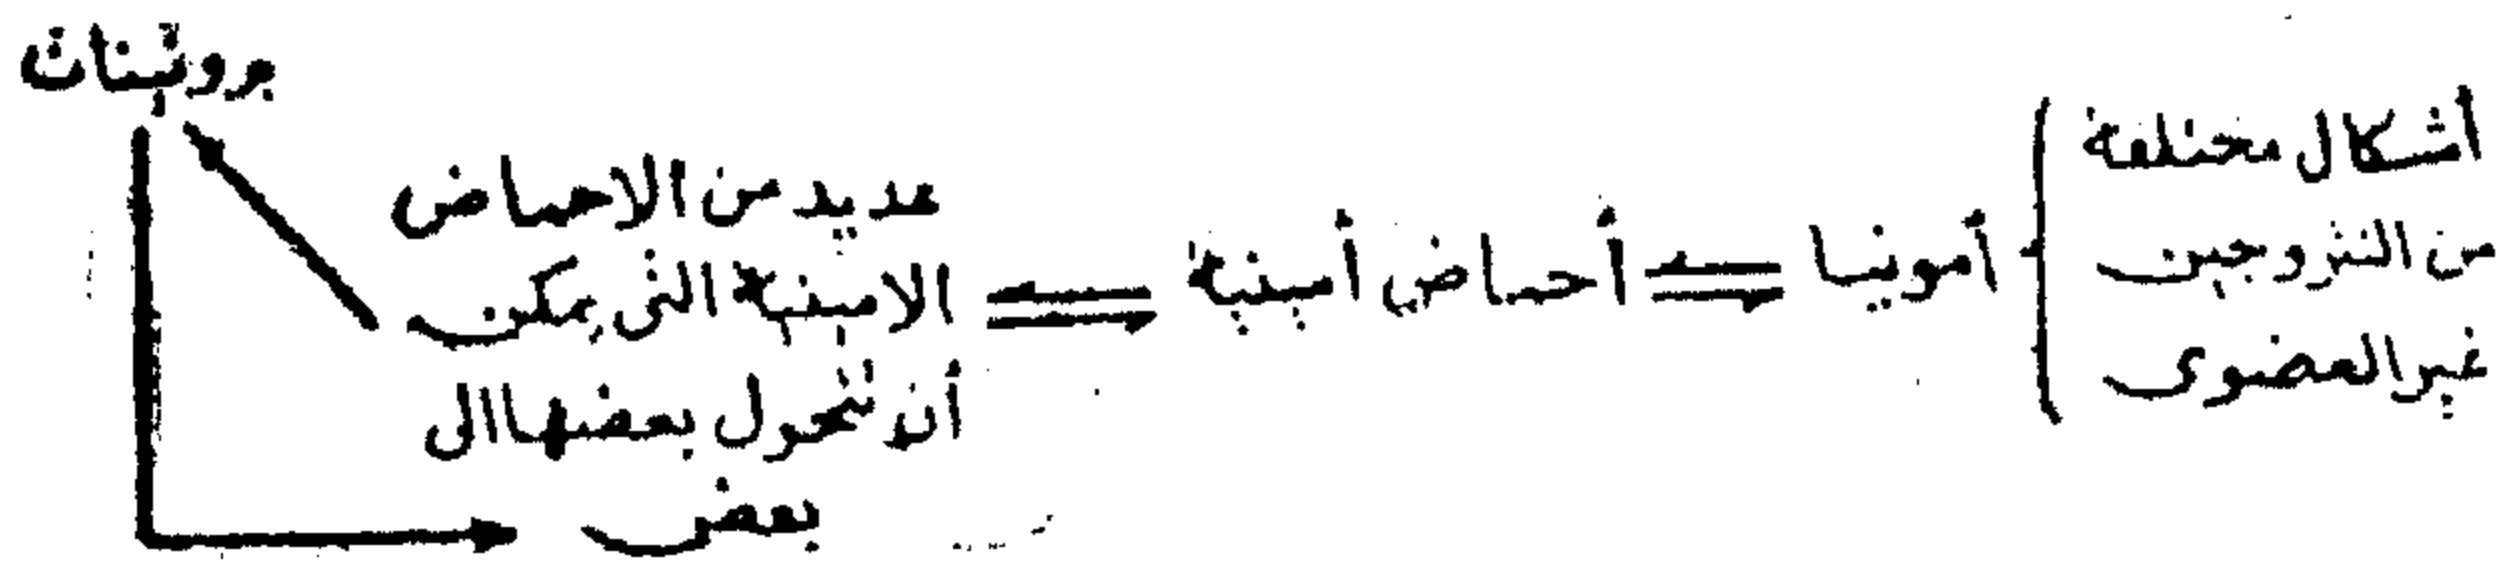 أشكال مختلفة
من النتروجين
غير العضوى
أمونيا
أحماض أمينية
عديد من الاحماض
الامينية التى يمكن
أن تتحول بعضها الى
بعض
بروتينات